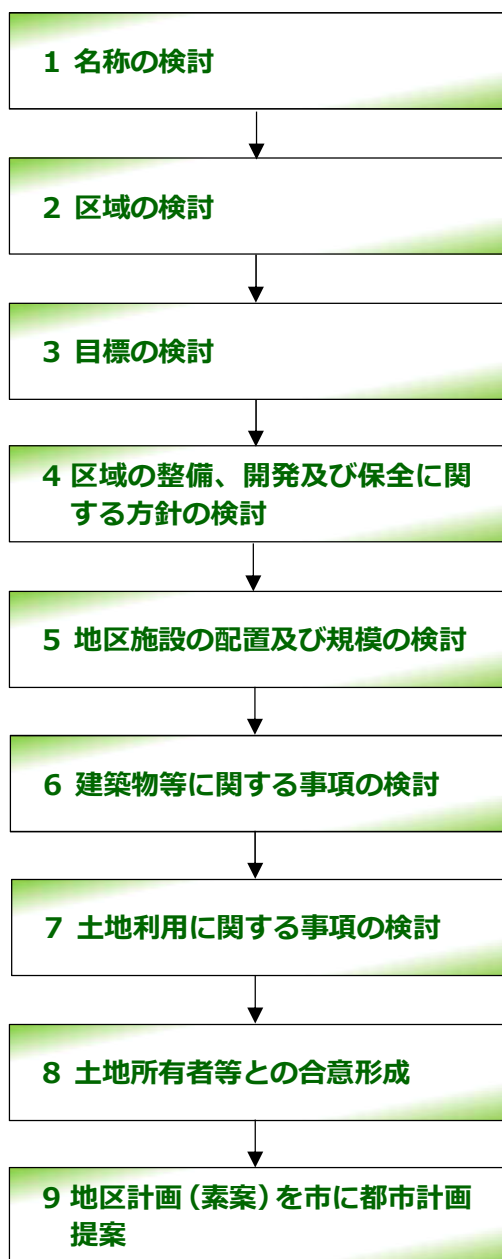 1 名称の検討
2 区域の検討
3 目標の検討
4 区域の整備、開発及び保全に関
する方針の検討
5 地区施設の配置及び規模の検討
6 建築物等に関する事項の検討
7 土地利用に関する事項の検討
8 土地所有者等との合意形成
9 地区計画（素案）を市に都市計画
提案